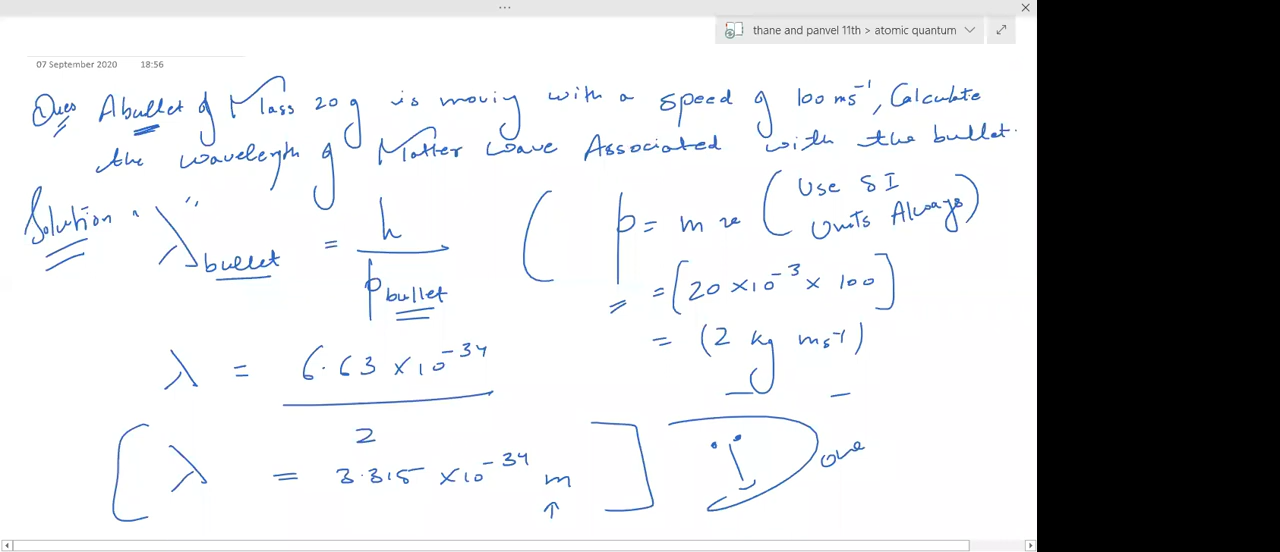 thane and panvel 11th > atomic quantum
07 September 2020 18:56
Ques A bullet of Mass 20 g is moving with a speed of 100 ms⁻¹, Calculate
the wavelength of Matter wave Associated with the bullet.
Solution :- λ bullet = h / p bullet ( p = m v ( Use SI Units Always )
= [ 20 × 10⁻³ × 100 ]
= ( 2 kg ms⁻¹ )
λ = 6.63 × 10⁻³⁴ / 2
[ λ = 3.315 × 10⁻³⁴ m ] Done